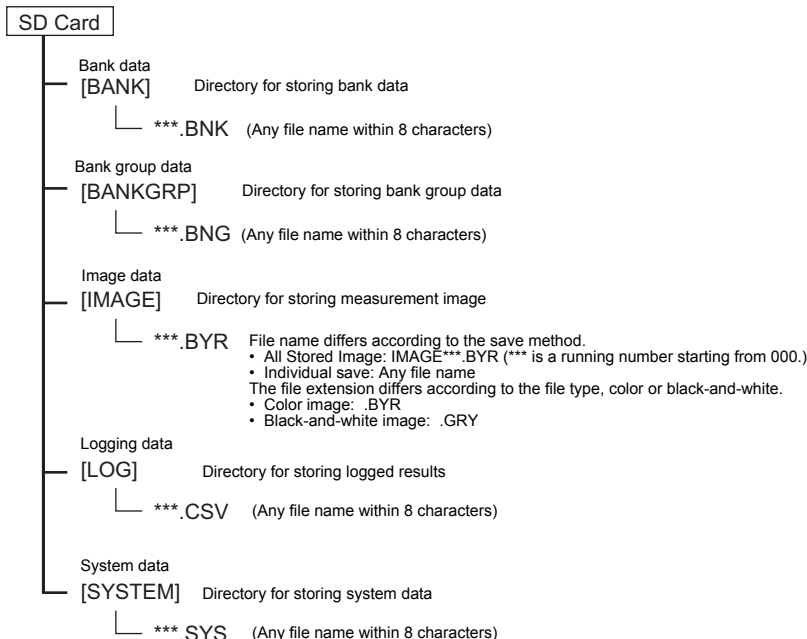 SD Card
Bank data
[BANK] Directory for storing bank data
***.BNK (Any file name within 8 characters)
Bank group data
[BANKGRP] Directory for storing bank group data
***.BNG (Any file name within 8 characters)
Image data
[IMAGE] Directory for storing measurement image
***.BYR File name differs according to the save method.
• All Stored Image: IMAGE***.BYR (*** is a running number starting from 000.)
• Individual save: Any file name
The file extension differs according to the file type, color or black-and-white.
• Color image: .BYR
• Black-and-white image: .GRY
Logging data
[LOG] Directory for storing logged results
***.CSV (Any file name within 8 characters)
System data
[SYSTEM] Directory for storing system data
***.SYS (Any file name within 8 characters)